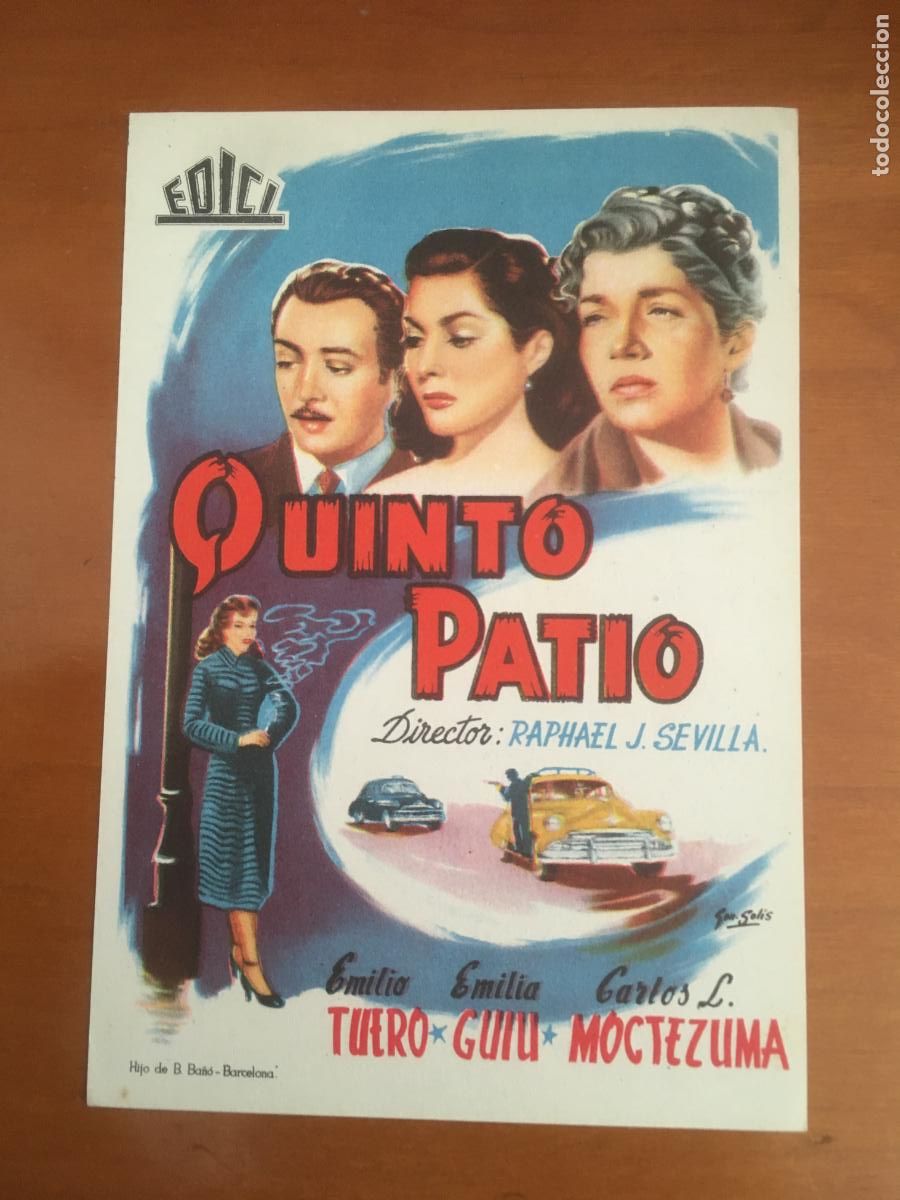 todocoleccion
EDICI
QUINTO
PATIO
Director: RAPHAEL J. SEVILLA.
Emilio Emilia Carlos L.
TUERO * GUIU * MOCTEZUMA
Hijo de B. Bañó - Barcelona.